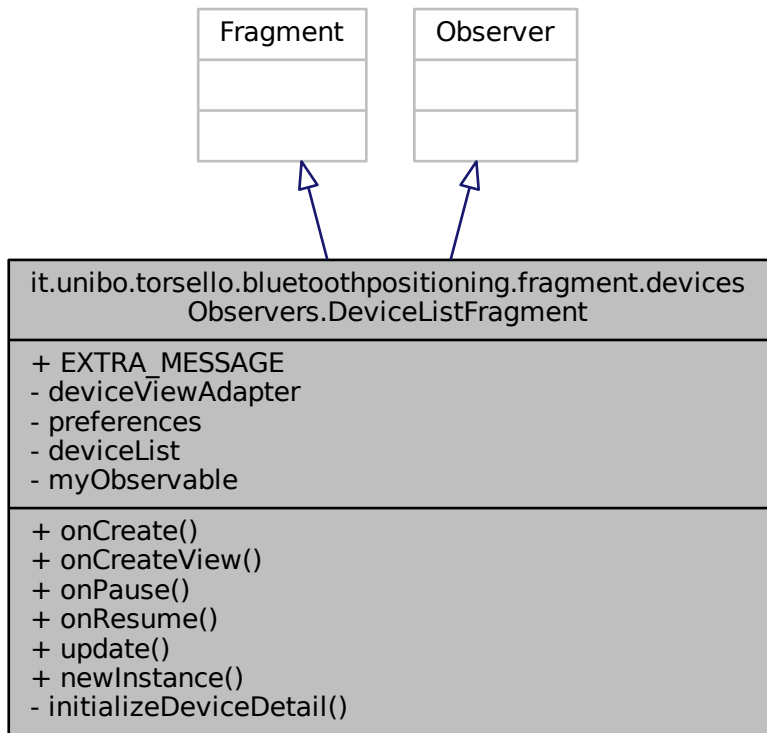 Fragment
Observer
it.unibo.torsello.bluetoothpositioning.fragment.devices
Observers.DeviceListFragment
+ EXTRA_MESSAGE
- deviceViewAdapter
- preferences
- deviceList
- myObservable
+ onCreate()
+ onCreateView()
+ onPause()
+ onResume()
+ update()
+ newInstance()
- initializeDeviceDetail()